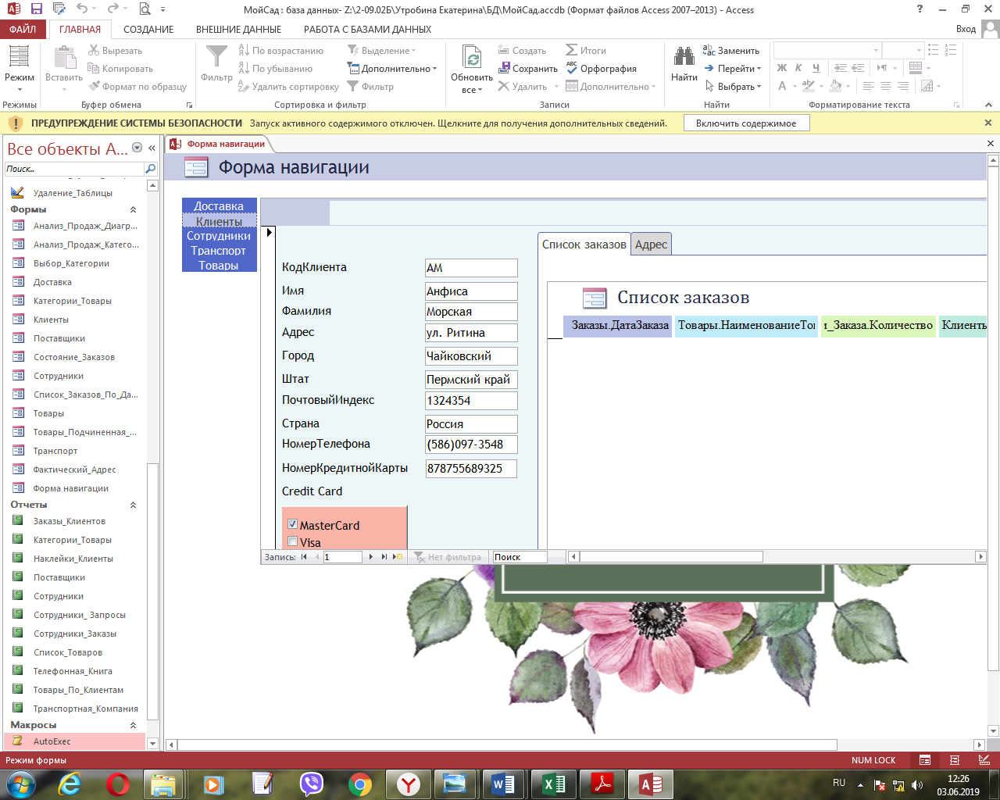 МойСад : база данных- Z:\2-09.02Б\Утробина Екатерина\БД\МойСад.accdb (Формат файлов Access 2007–2013) - Access
ФАЙЛ ГЛАВНАЯ СОЗДАНИЕ ВНЕШНИЕ ДАННЫЕ РАБОТА С БАЗАМИ ДАННЫХ Вход
Режим
Режимы
Вставить
Вырезать
Копировать
Формат по образцу
Буфер обмена
Фильтр
По возрастанию
По убыванию
Удалить сортировку
Выделение
Дополнительно
Фильтр
Сортировка и фильтр
Обновить
все
Создать
Сохранить
Удалить
Итоги
Орфография
Дополнительно
Записи
Найти
Заменить
Перейти
Выбрать
Найти
Ж К Ч
А
Форматирование текста
ПРЕДУПРЕЖДЕНИЕ СИСТЕМЫ БЕЗОПАСНОСТИ Запуск активного содержимого отключен. Щелкните для получения дополнительных сведений. Включить содержимое
Все объекты A...
Поиск...
Удаление_Таблицы
Формы
Анализ_Продаж_Диагр...
Анализ_Продаж_Катего...
Выбор_Категории
Доставка
Категории_Товары
Клиенты
Поставщики
Состояние_Заказов
Сотрудники
Список_Заказов_По_Да...
Товары
Товары_Подчиненная_...
Транспорт
Фактический_Адрес
Форма навигации
Отчеты
Заказы_Клиентов
Категории_Товары
Наклейки_Клиенты
Поставщики
Сотрудники
Сотрудники_ Запросы
Сотрудники_Заказы
Список_Товаров
Телефонная_Книга
Товары_По_Клиентам
Транспортная_Компания
Макросы
AutoExec
Форма навигации
Форма навигации
Доставка
Клиенты
Сотрудники
Транспорт
Товары
КодКлиента АМ
Имя Анфиса
Фамилия Морская
Адрес ул. Ритина
Город Чайковский
Штат Пермский край
ПочтовыйИндекс 1324354
Страна Россия
НомерТелефона (586)097-3548
НомерКредитнойКарты 878755689325
Credit Card
MasterCard
Visa
Список заказов Адрес
Список заказов
Заказы.ДатаЗаказа Товары.НаименованиеТо _Заказа.Количество Клиенть
Запись: 1 Нет фильтра Поиск
Режим формы NUM LOCK
RU 12:26
03.06.2019